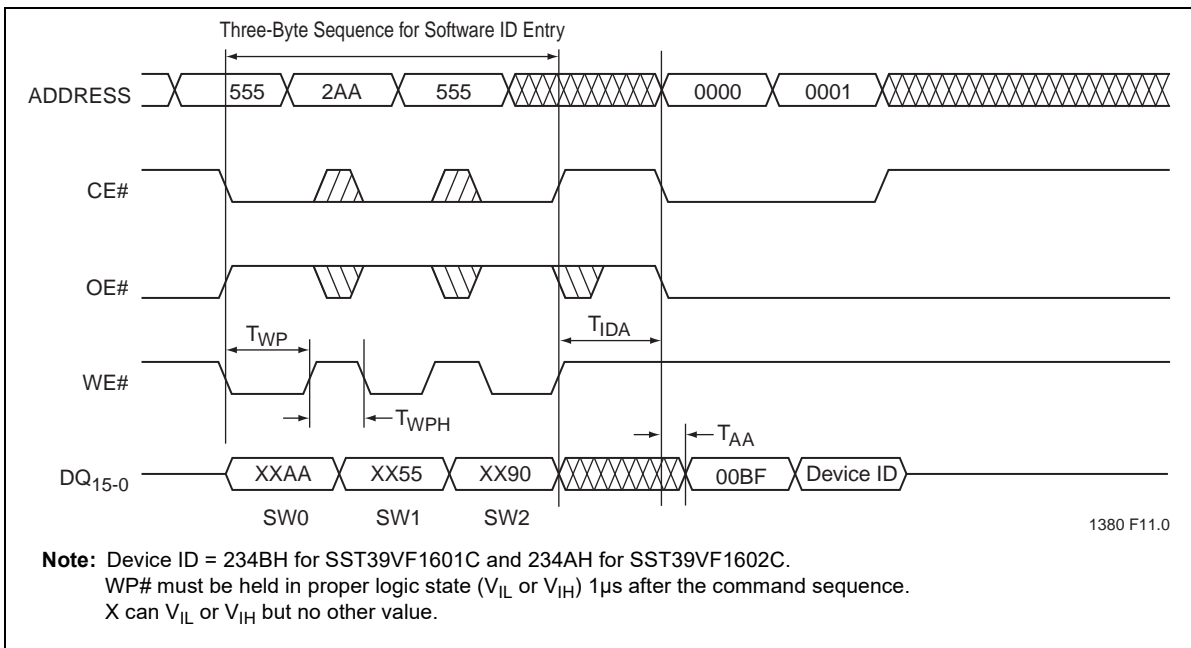 Three-Byte Sequence for Software ID Entry
ADDRESS 555 2AA 555 0000 0001
CE#
OE#
TWP TIDA
WE#
TWPH
TAA
DQ15-0 XXAA XX55 XX90 00BF Device ID
SW0 SW1 SW2
1380 F11.0
Note: Device ID = 234BH for SST39VF1601C and 234AH for SST39VF1602C.
WP# must be held in proper logic state (VIL or VIH) 1µs after the command sequence.
X can VIL or VIH but no other value.